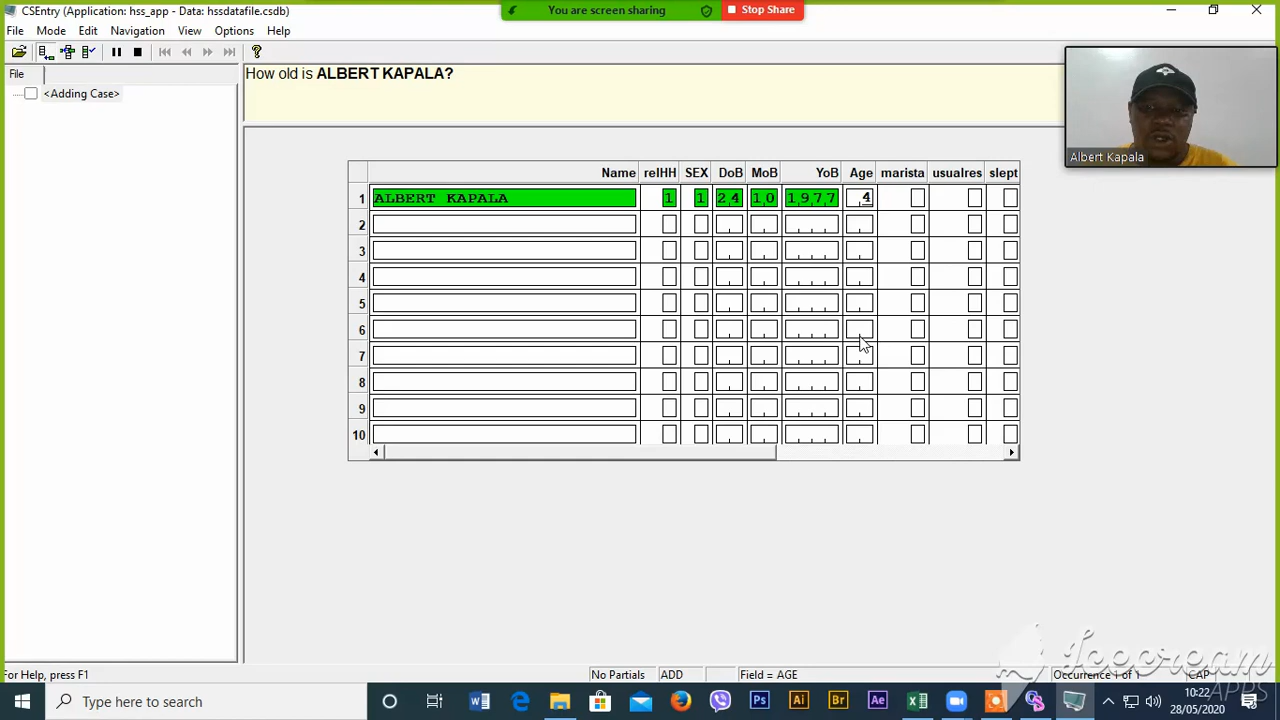 CSEntry (Application: hss_app - Data: hssdatafile.csdb)
You are screen sharing
Stop Share
File Mode Edit Navigation View Options Help
File
<Adding Case>
How old is ALBERT KAPALA?
Albert Kapala
Name relHH SEX DoB MoB YoB Age marista usualres slept
1 ALBERT KAPALA 1 1 24 10 1977 4
2
3
4
5
6
7
8
9
10
For Help, press F1
No Partials ADD Field = AGE Occurrence 1 of 1 CAP
Icecream
APPS
Type here to search
10:22
28/05/2020